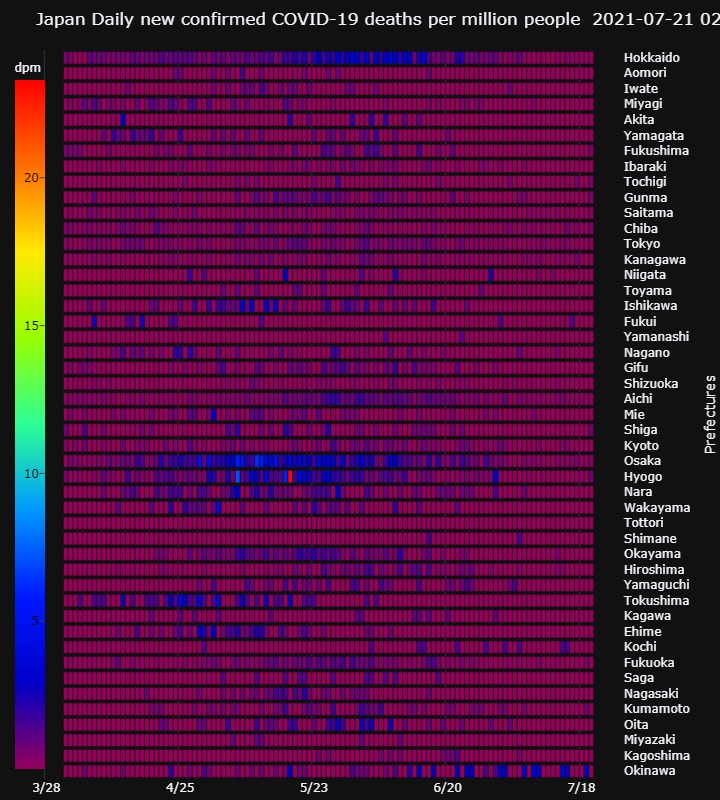 Japan Daily new confirmed COVID-19 deaths per million people 2021-07-21 02
dpm
20
15
10
5
Hokkaido
Aomori
Iwate
Miyagi
Akita
Yamagata
Fukushima
Ibaraki
Tochigi
Gunma
Saitama
Chiba
Tokyo
Kanagawa
Niigata
Toyama
Ishikawa
Fukui
Yamanashi
Nagano
Gifu
Shizuoka
Aichi
Mie
Shiga
Kyoto
Osaka
Hyogo
Nara
Wakayama
Tottori
Shimane
Okayama
Hiroshima
Yamaguchi
Tokushima
Kagawa
Ehime
Kochi
Fukuoka
Saga
Nagasaki
Kumamoto
Oita
Miyazaki
Kagoshima
Okinawa
Prefectures
3/28 4/25 5/23 6/20 7/18